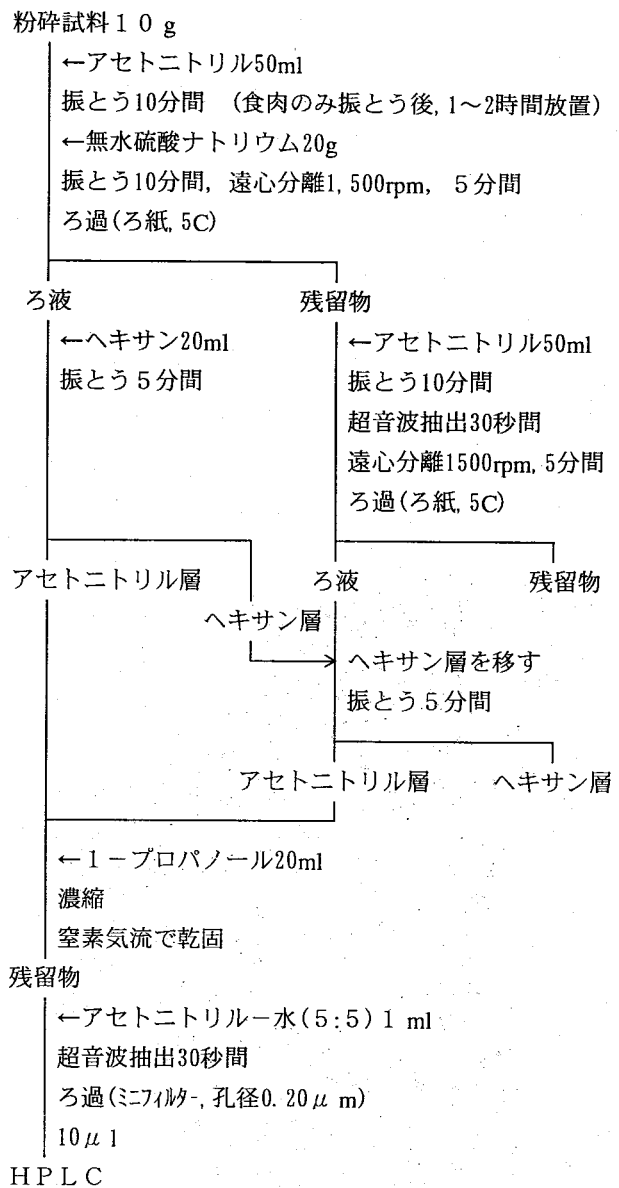 粉砕試料１０g
←アセトニトリル50ml
振とう10分間 (食肉のみ振とう後, 1～2時間放置)
←無水硫酸ナトリウム20g
振とう10分間, 遠心分離1, 500rpm, 5分間
ろ過(ろ紙, 5C)
ろ液
残留物
←ヘキサン20ml
振とう５分間
←アセトニトリル50ml
振とう10分間
超音波抽出30秒間
遠心分離1500rpm, 5分間
ろ過(ろ紙, 5C)
アセトニトリル層
ろ液
残留物
ヘキサン層
ヘキサン層を移す
振とう５分間
アセトニトリル層
ヘキサン層
←１－プロパノール20ml
濃縮
窒素気流で乾固
残留物
←アセトニトリル－水(5:5) 1 ml
超音波抽出30秒間
ろ過(ﾐﾆﾌｨﾙﾀｰ, 孔径0. 20μm)
10μl
ＨＰＬＣ